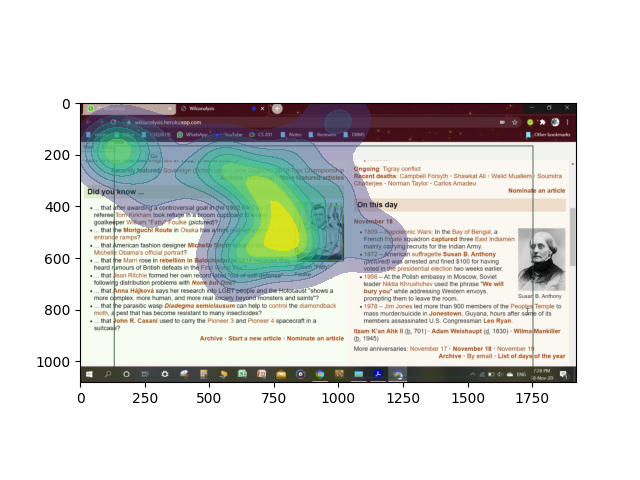 0
200
400
600
800
1000
0
250
500
750
1000
1250
1500
1750
Wikianalysis
wikianalysis.herokuapp.com
WhatsApp
YouTube
CS 201
Notes
Recovery
DBMS
Other bookmarks
Did you know ...
... that after awarding a controversial goal in the
referee Tom Kirkham took refuge in a broom cupboard to
goalkeeper William "Fatty" Foulke (pictured)?
... that the Moriguchi Route in Osaka has a
entrance ramps?
... that American fashion designer Michelle
Michelle Obama's official portrait?
... that the Marri rose in rebellion in Balochistan
heard rumours of British defeats in the First World War?
... that Jean Ritchie formed her own record label
following distribution problems with None but One?
... that Anna Hájková says her research into LGBT people and the Holocaust "shows a
more complex, more human, and more real society beyond monsters and saints"?
... that the parasitic wasp Diadegma semiclausum can help to control the diamondback
moth, a pest that has become resistant to many insecticides?
... that John R. Casani used to carry the Pioneer 3 and Pioneer 4 spacecraft in a
suitcase?
Archive · Start a new article · Nominate an article
Ongoing: Tigray conflict
Recent deaths: Campbell Forsyth · Shawkat Ali · Walid Muallem · Soumitra
Chatterjee · Norman Taylor · Carlos Amadeu
Nominate an article
On this day
November 18
1809 – Napoleonic Wars: In the Bay of Bengal, a
French frigate squadron captured three East Indiamen
mainly carrying recruits for the Indian Army.
1872 – American suffragette Susan B. Anthony
(pictured) was arrested and fined $100 for having
voted in the presidential election two weeks earlier.
1956 – At the Polish embassy in Moscow, Soviet
leader Nikita Khrushchev used the phrase "We will
bury you" while addressing Western envoys,
prompting them to leave the room.
1978 – Jim Jones led more than 900 members of the Peoples Temple to
mass murder/suicide in Jonestown, Guyana, hours after some of its
members assassinated U.S. Congressman Leo Ryan.
Susan B. Anthony
Itzam K'an Ahk II (b. 701) · Adam Weishaupt (d. 1830) · Wilma Mankiller
(b. 1945)
More anniversaries: November 17 · November 18 · November 19
Archive · By email · List of days of the year
ENG
7:28 PM
18-Nov-20